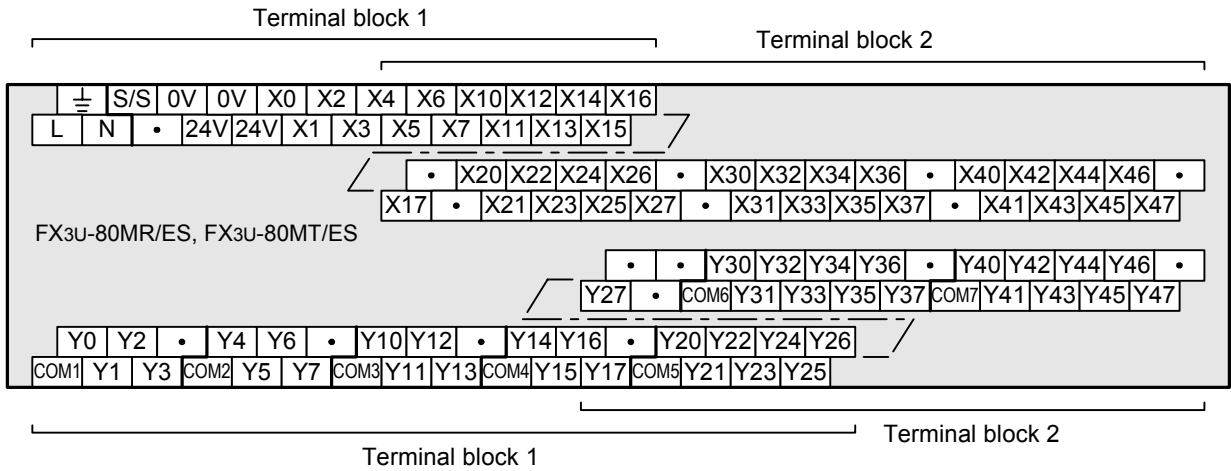 Terminal block 1
Terminal block 2
⏚ S/S 0V 0V X0 X2 X4 X6 X10 X12 X14 X16
L N • 24V 24V X1 X3 X5 X7 X11 X13 X15
• X20 X22 X24 X26 • X30 X32 X34 X36 • X40 X42 X44 X46 •
X17 • X21 X23 X25 X27 • X31 X33 X35 X37 • X41 X43 X45 X47
FX3U-80MR/ES, FX3U-80MT/ES
• • Y30 Y32 Y34 Y36 • Y40 Y42 Y44 Y46 •
Y27 • COM6 Y31 Y33 Y35 Y37 COM7 Y41 Y43 Y45 Y47
Y0 Y2 • Y4 Y6 • Y10 Y12 • Y14 Y16 • Y20 Y22 Y24 Y26
COM1 Y1 Y3 COM2 Y5 Y7 COM3 Y11 Y13 COM4 Y15 Y17 COM5 Y21 Y23 Y25
Terminal block 2
Terminal block 1